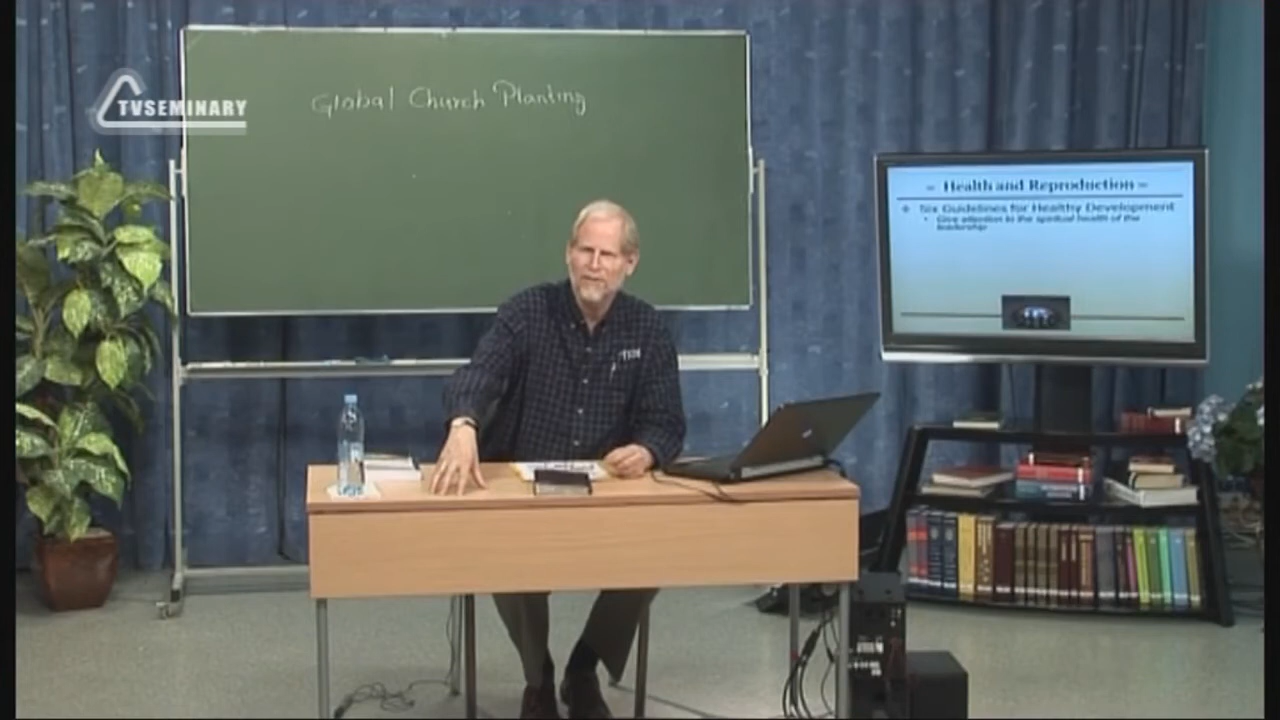 TVSEMINARY
Global Church Planting
Health and Reproduction
Six Guidelines for Healthy Development
Give attention to the spiritual health of the
leadership